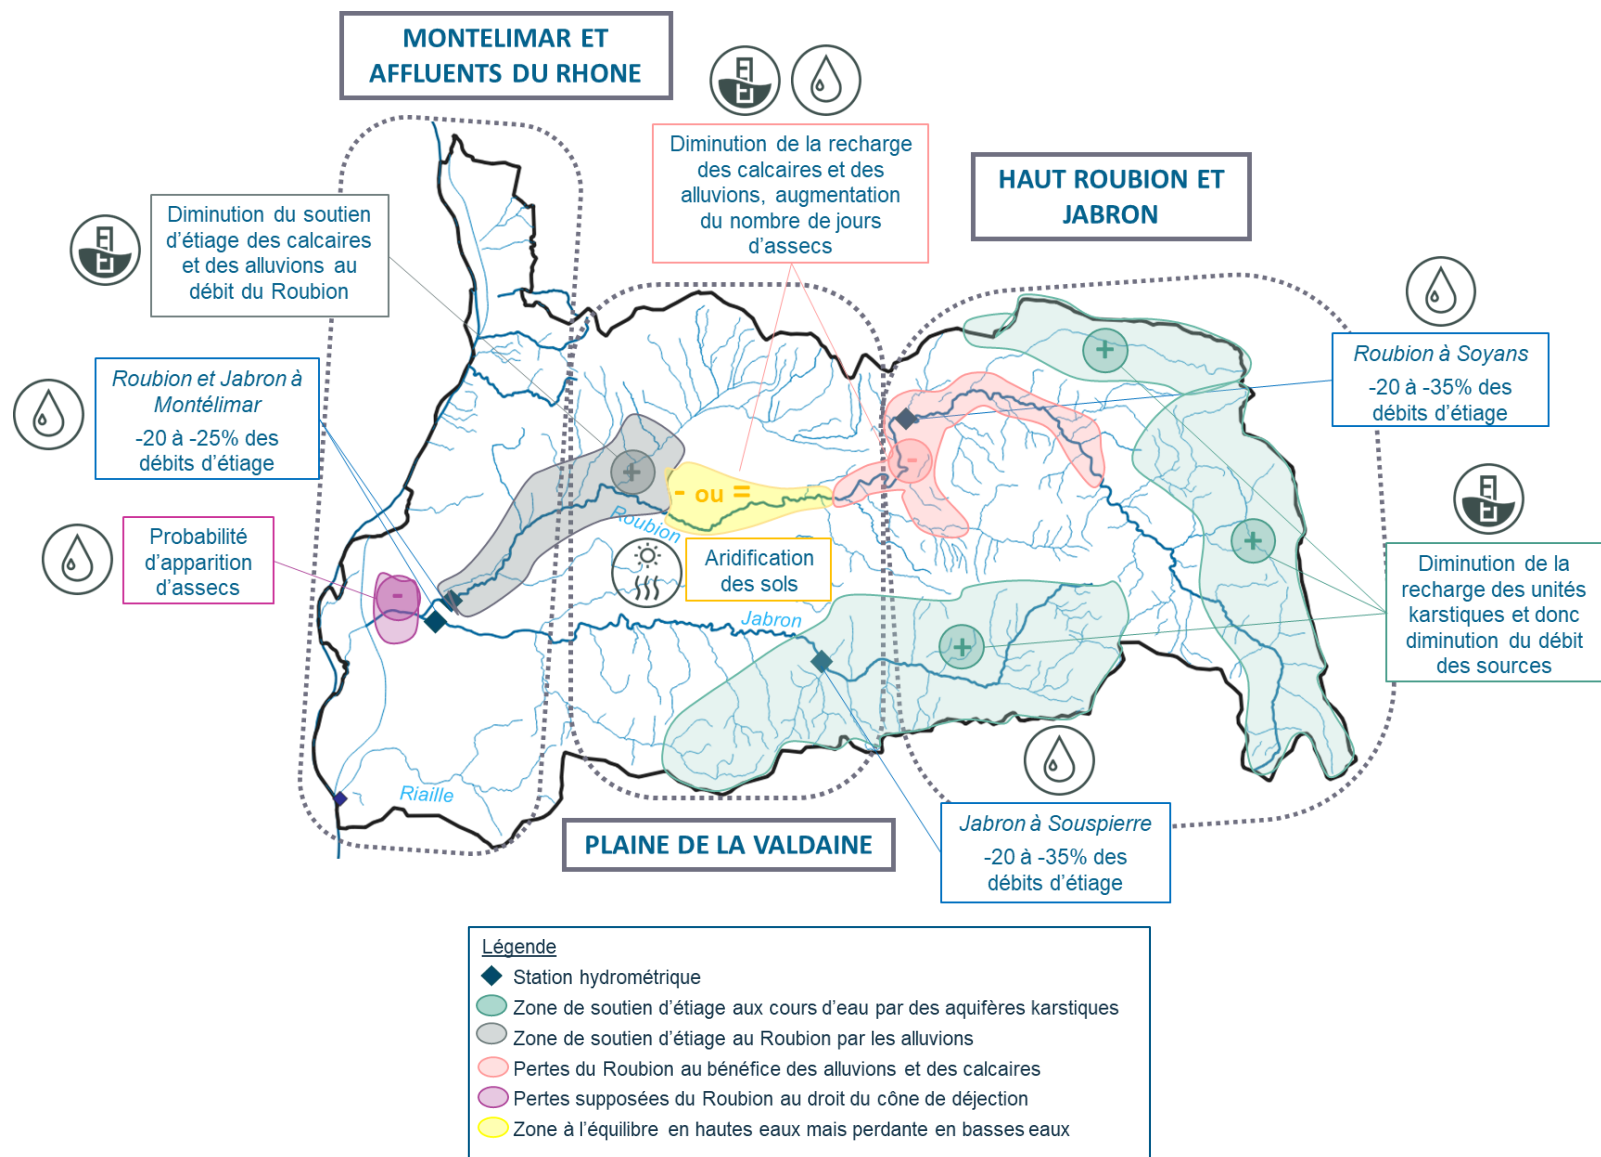 MONTELIMAR ET
AFFLUENTS DU RHONE
Diminution de la recharge
des calcaires et des
alluvions, augmentation
du nombre de jours
d'assecs
HAUT ROUBION ET
JABRON
Diminution du soutien
d'étiage des calcaires
et des alluvions au
débit du Roubion
Roubion à Soyans
-20 à -35% des
débits d'étiage
Roubion et Jabron à
Montélimar
-20 à -25% des
débits d'étiage
+
+
-
- ou =
Roubion
Probabilité
d'apparition
d'assecs
Aridification
des sols
+
Diminution de la
recharge des unités
karstiques et donc
diminution du débit
des sources
-
Jabron
+
Riaille
PLAINE DE LA VALDAINE
Jabron à Souspierre
-20 à -35% des
débits d'étiage
Légende
Station hydrométrique
Zone de soutien d'étiage aux cours d'eau par des aquifères karstiques
Zone de soutien d'étiage au Roubion par les alluvions
Pertes du Roubion au bénéfice des alluvions et des calcaires
Pertes supposées du Roubion au droit du cône de déjection
Zone à l'équilibre en hautes eaux mais perdante en basses eaux